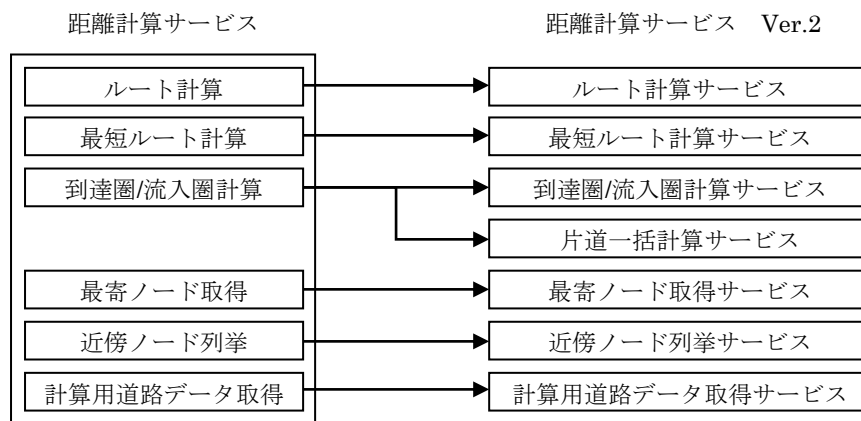 距離計算サービス 距離計算サービス Ver.2
ルート計算 ルート計算サービス
最短ルート計算 最短ルート計算サービス
到達圏/流入圏計算 到達圏/流入圏計算サービス
片道一括計算サービス
最寄ノード取得 最寄ノード取得サービス
近傍ノード列挙 近傍ノード列挙サービス
計算用道路データ取得 計算用道路データ取得サービス